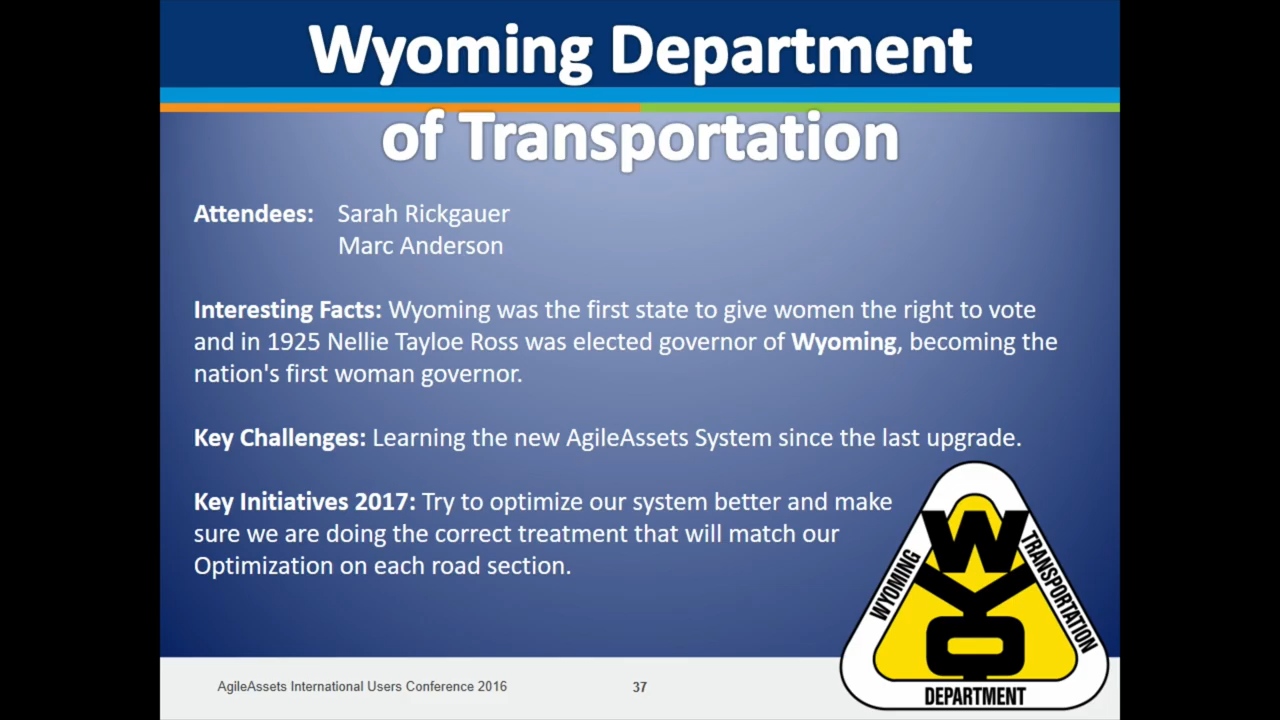 Wyoming Department
of Transportation
Attendees: Sarah Rickgauer
Marc Anderson
Interesting Facts: Wyoming was the first state to give women the right to vote
and in 1925 Nellie Tayloe Ross was elected governor of Wyoming, becoming the
nation's first woman governor.
Key Challenges: Learning the new AgileAssets System since the last upgrade.
Key Initiatives 2017: Try to optimize our system better and make
sure we are doing the correct treatment that will match our
Optimization on each road section.
WYO
WYOMING
TRANSPORTATION
DEPARTMENT
AgileAssets International Users Conference 2016
37